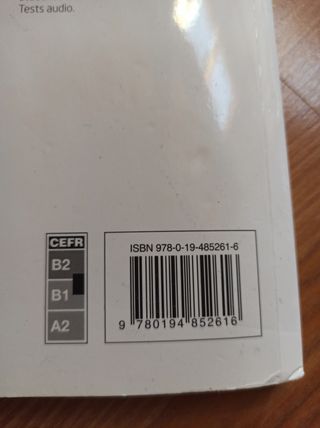 Tests audio.
CEFR
B2
B1
A2
ISBN 978-0-19-485261-6
9 780194 852616